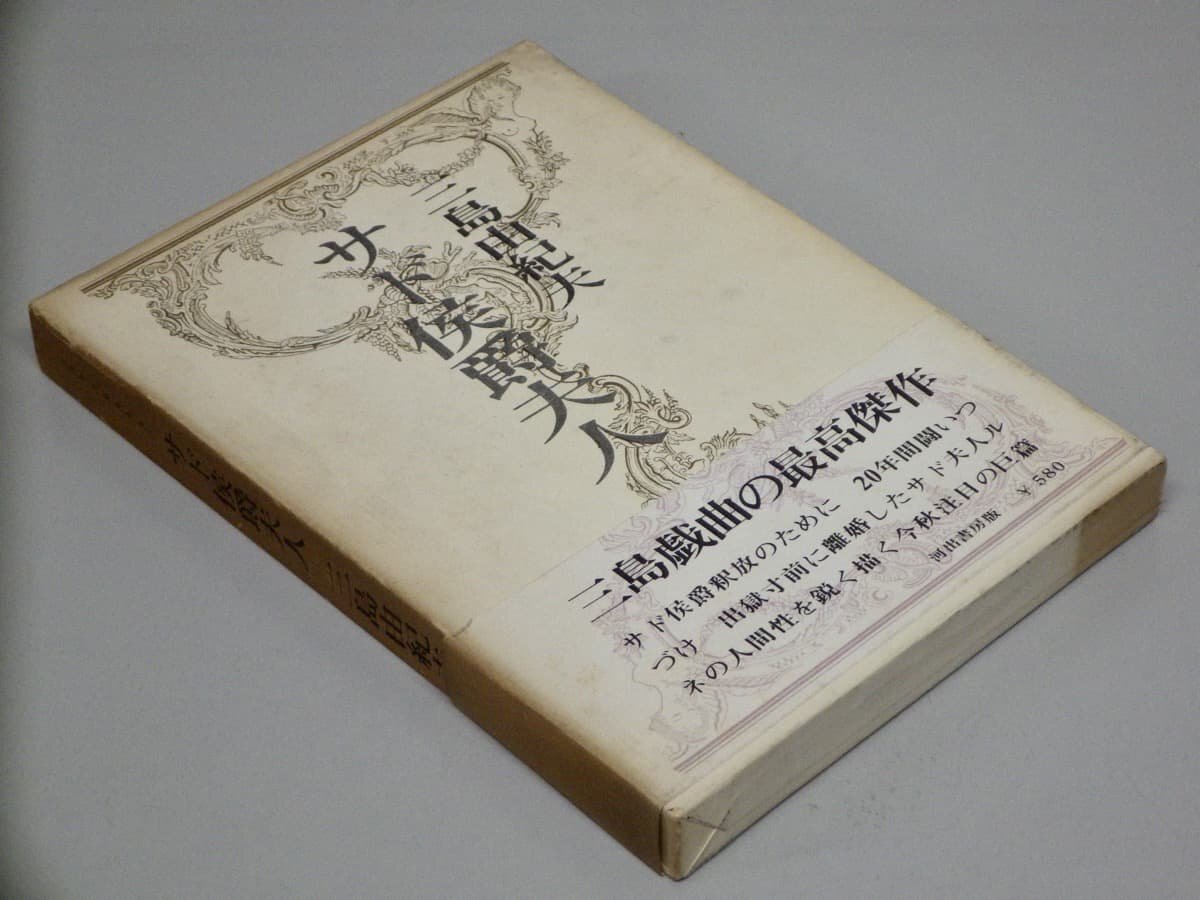 三島由紀夫
サド侯爵夫人
三島戯曲の最高傑作
サド侯爵釈放のために 20年間闘いつ
づけ 出獄寸前に離婚したサド夫人ル
ネの人間性を鋭く描く今秋注目の巨篇
河出書房版 ¥580
サド侯爵夫人 三島由紀夫